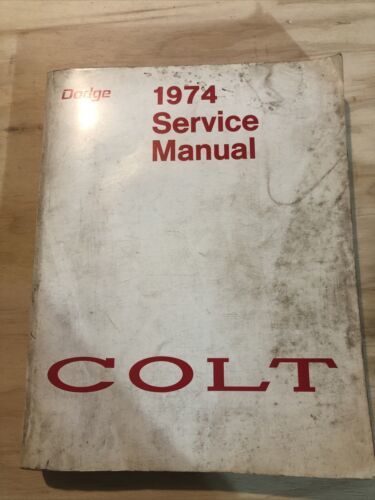 Dodge
1974
Service
Manual
COLT